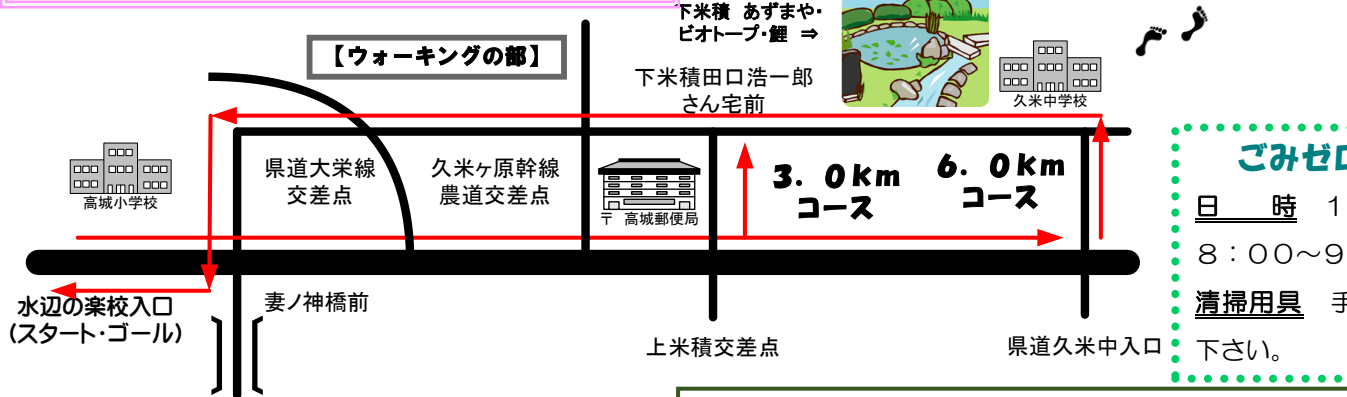 下米積 あずまや・
ビオトープ・鯉 ⇒
【ウォーキングの部】
下米積田口浩一郎
さん宅前
久米中学校
高城小学校
県道大栄線
交差点
久米ヶ原幹線
農道交差点
〒 高城郵便局
3．0km
コース
6．0km
コース
水辺の楽校入口
(スタート・ゴール)
妻ノ神橋前
上米積交差点
県道久米中入口
ごみゼロ
日　時　1
8：00～9
清掃用具　手
下さい。